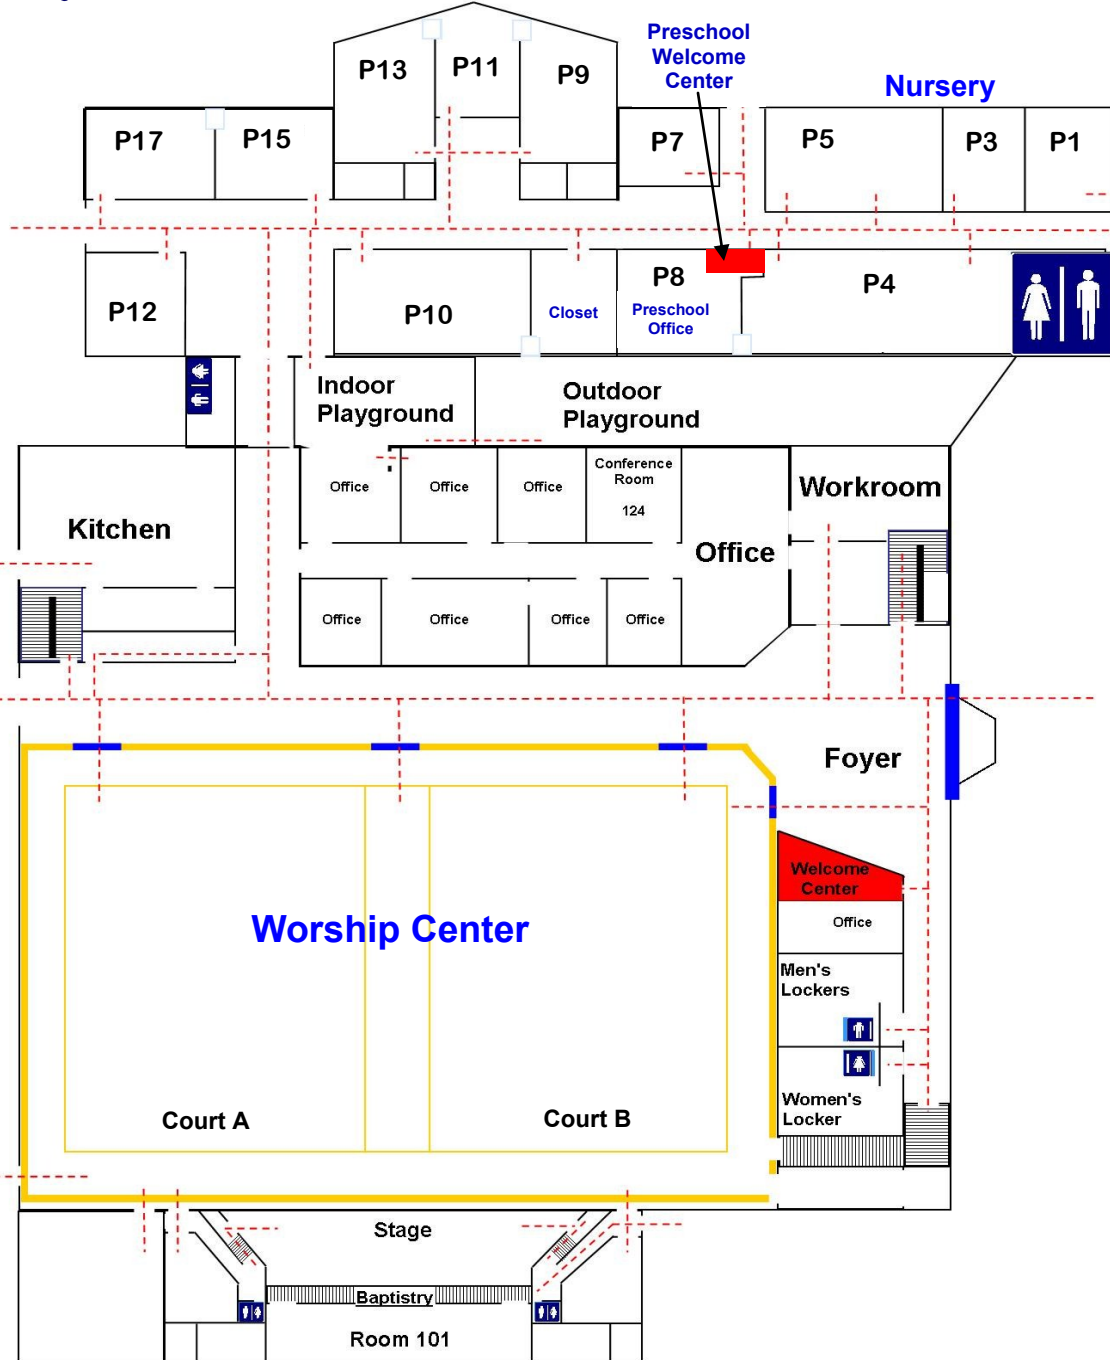 Preschool
Welcome
Center
P13
P11
P9
Nursery
P17
P15
P7
P5
P3
P1
P12
P10
Closet
P8
Preschool
Office
P4
Indoor
Playground
Outdoor
Playground
Kitchen
Office
Office
Office
Conference
Room
124
Workroom
Office
Office
Office
Office
Office
Foyer
Welcome
Center
Office
Worship Center
Men's
Lockers
Women's
Locker
Court A
Court B
Stage
Baptistry
Room 101